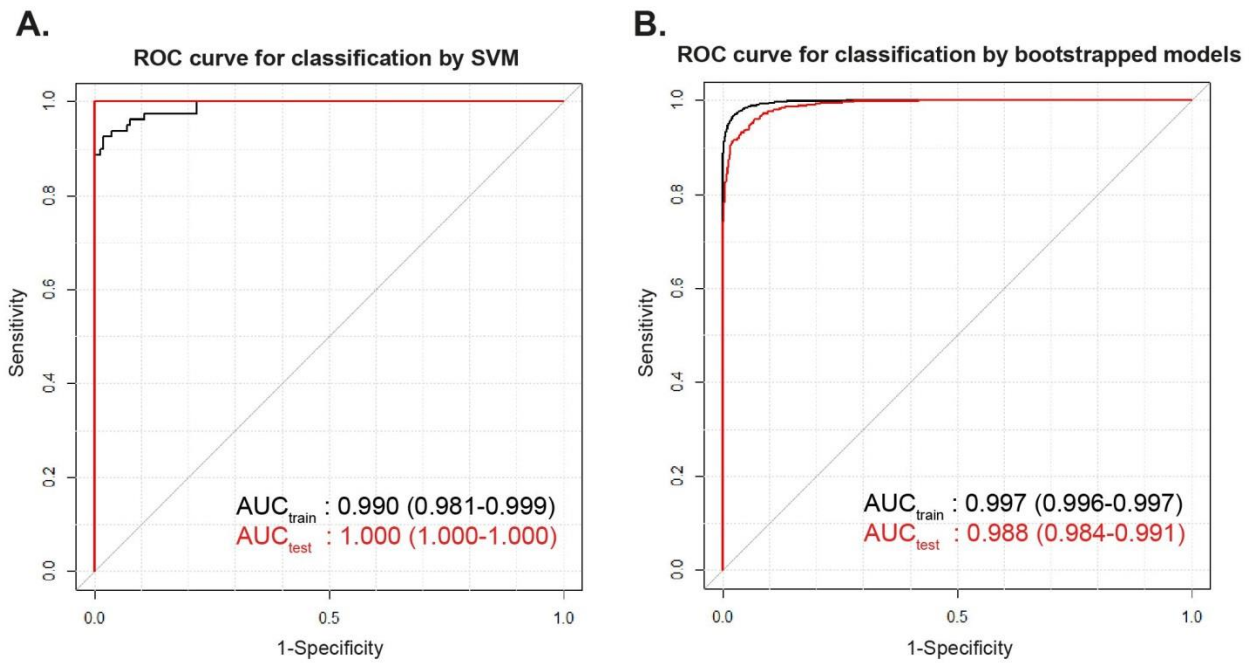 A.
ROC curve for classification by SVM
Sensitivity
1.0
0.8
0.6
0.4
0.2
0.0
AUCtrain : 0.990 (0.981-0.999)
AUCtest : 1.000 (1.000-1.000)
0.0 0.5 1.0
1-Specificity
B.
ROC curve for classification by bootstrapped models
Sensitivity
1.0
0.8
0.6
0.4
0.2
0.0
AUCtrain : 0.997 (0.996-0.997)
AUCtest : 0.988 (0.984-0.991)
0.0 0.5 1.0
1-Specificity